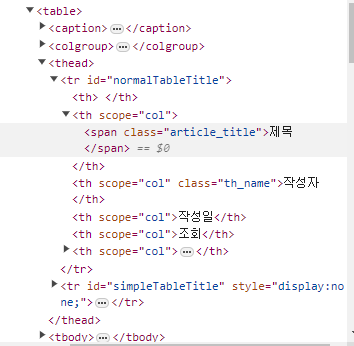 ▼<table>
▶<caption>…</caption>
▶<colgroup>…</colgroup>
▼<thead>
▼<tr id="normalTableTitle">
<th> </th>
▼<th scope="col">
<span class="article_title">제목
</span> == $0
</th>
<th scope="col" class="th_name">작성자
</th>
<th scope="col">작성일</th>
<th scope="col">조회</th>
▶<th scope="col">…</th>
</tr>
▶<tr id="simpleTableTitle" style="display:no
ne;">…</tr>
</thead>
▶<tbody>…</tbody>